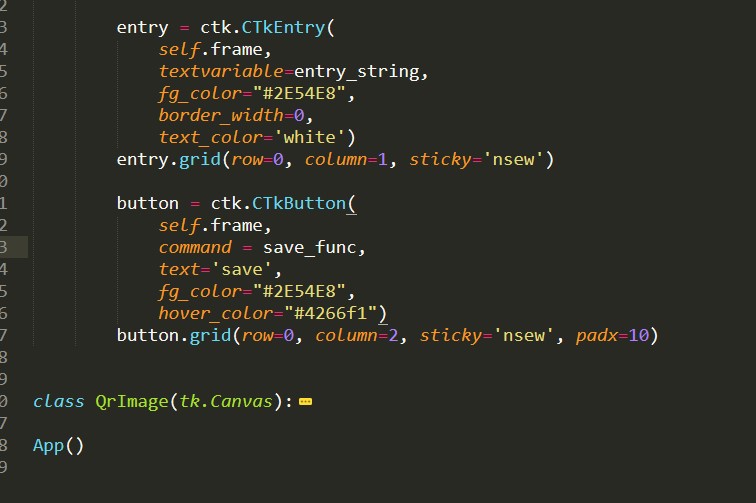 2
3 entry = ctk.CTkEntry(
4 self.frame,
5 textvariable=entry_string,
6 fg_color="#2E54E8",
7 border_width=0,
8 text_color='white')
9 entry.grid(row=0, column=1, sticky='nsew')
0
1 button = ctk.CTkButton(
2 self.frame,
3 command = save_func,
4 text='save',
5 fg_color="#2E54E8",
6 hover_color="#4266f1")
7 button.grid(row=0, column=2, sticky='nsew', padx=10)
8
9
0 class QrImage(tk.Canvas):
7
8 App()
9